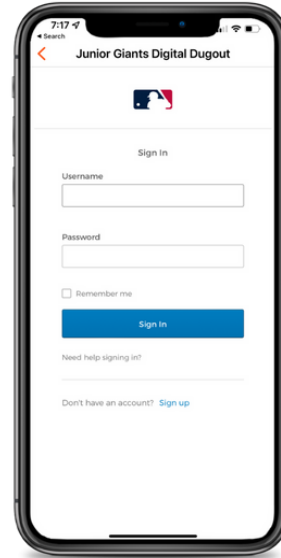 7:17
Search
Junior Giants Digital Dugout
Sign In
Username
Password
Remember me
Sign In
Need help signing in?
Don't have an account? Sign up